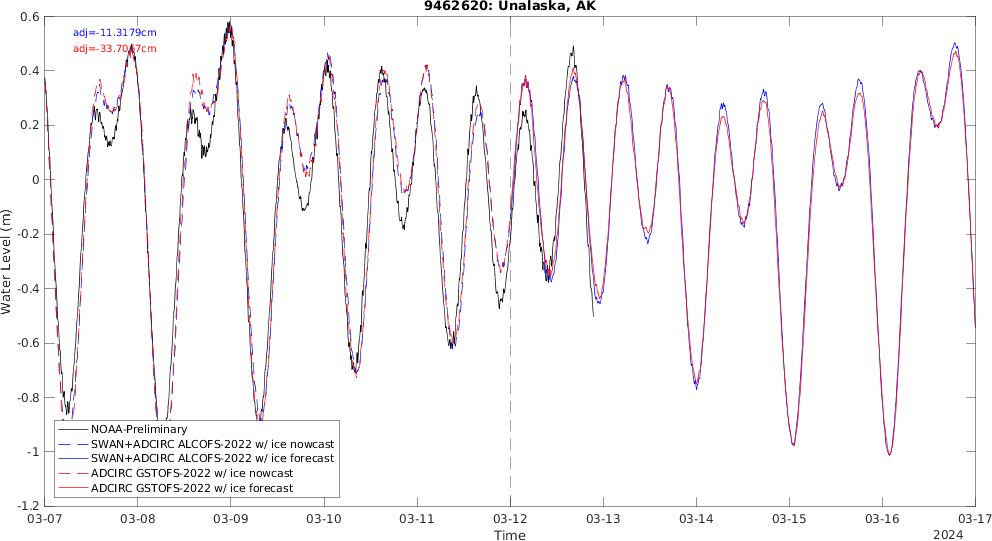 9462620: Unalaska, AK
adj=-11.3179cm
0.6
0.4
0.2
0
-0.2
-0.4
-0.6
-0.8
-1
-1.2
Water Level (m)
NOAA-Preliminary
SWAN+ADCIRC ALCOFS-2022 w/ ice nowcast
SWAN+ADCIRC ALCOFS-2022 w/ ice forecast
ADCIRC GSTOFS-2022 w/ ice nowcast
ADCIRC GSTOFS-2022 w/ ice forecast
03-07 03-08 03-09 03-10 03-11 03-12 03-13 03-14 03-15 03-16 03-17
Time
2024